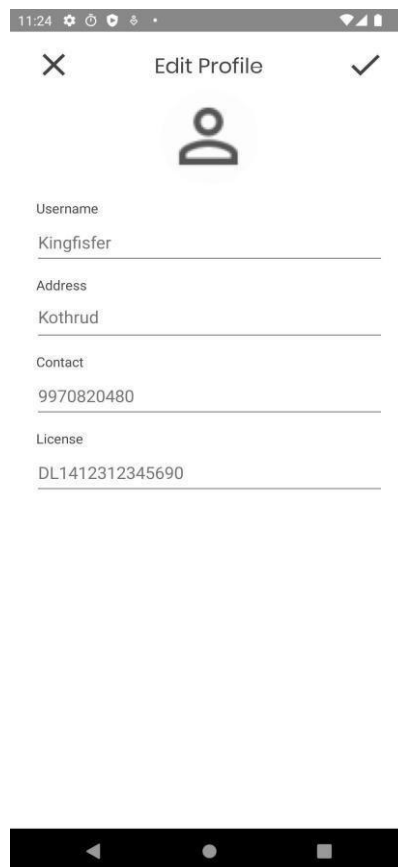 11:24
Edit Profile
Username
Kingfisfer
Address
Kothrud
Contact
9970820480
License
DL1412312345690